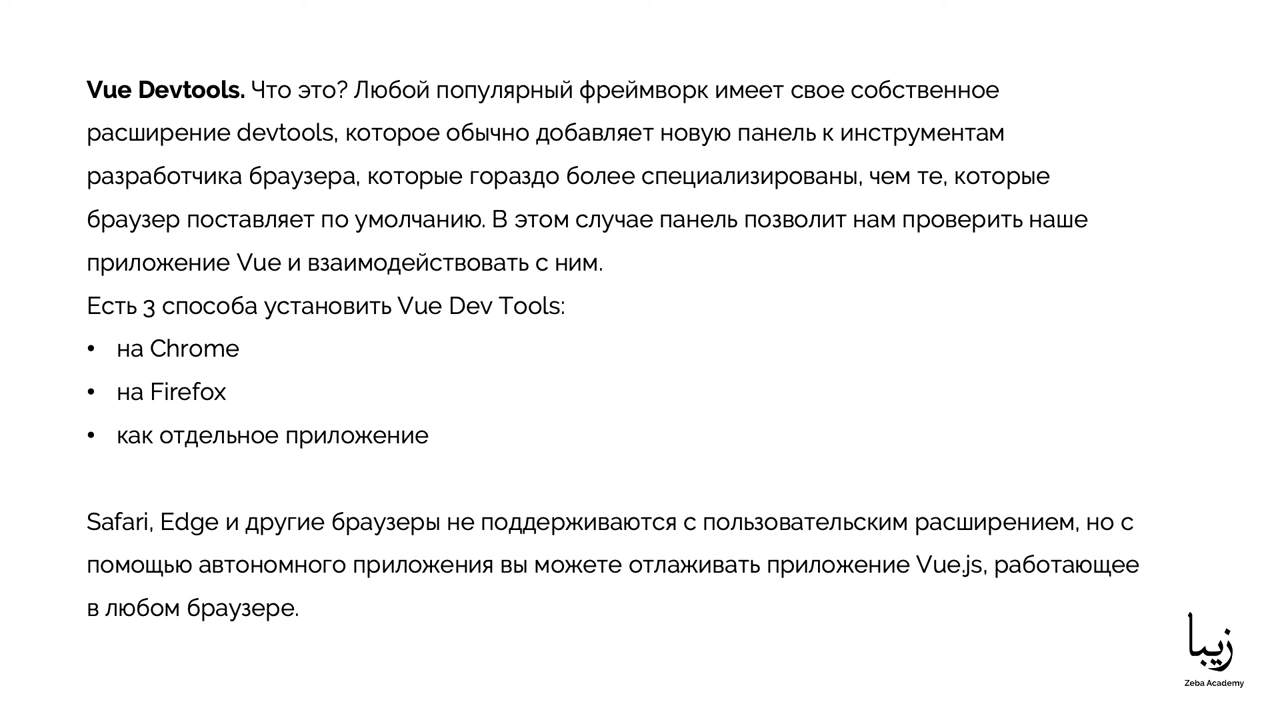 Vue Devtools. Что это? Любой популярный фреймворк имеет свое собственное
расширение devtools, которое обычно добавляет новую панель к инструментам
разработчика браузера, которые гораздо более специализированы, чем те, которые
браузер поставляет по умолчанию. В этом случае панель позволит нам проверить наше
приложение Vue и взаимодействовать с ним.
Есть 3 способа установить Vue Dev Tools:
• на Chrome
• на Firefox
• как отдельное приложение
Safari, Edge и другие браузеры не поддерживаются с пользовательским расширением, но с
помощью автономного приложения вы можете отлаживать приложение Vue.js, работающее
в любом браузере.
زیبا
Zeba Academy